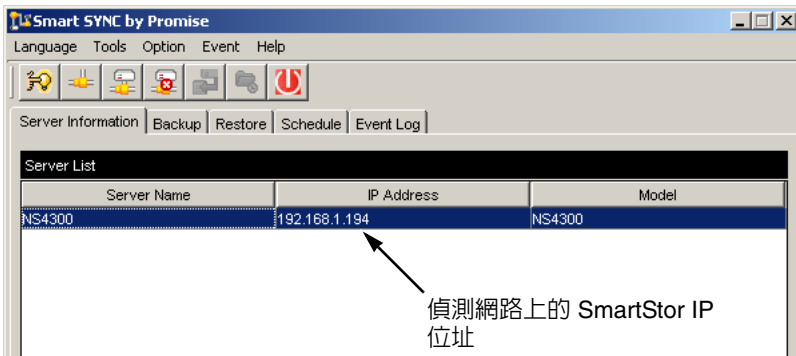 Smart SYNC by Promise
Language Tools Option Event Help
Server Information Backup Restore Schedule Event Log
Server List
Server Name IP Address Model
NS4300 192.168.1.194 NS4300
偵測網路上的 SmartStor IP
位址